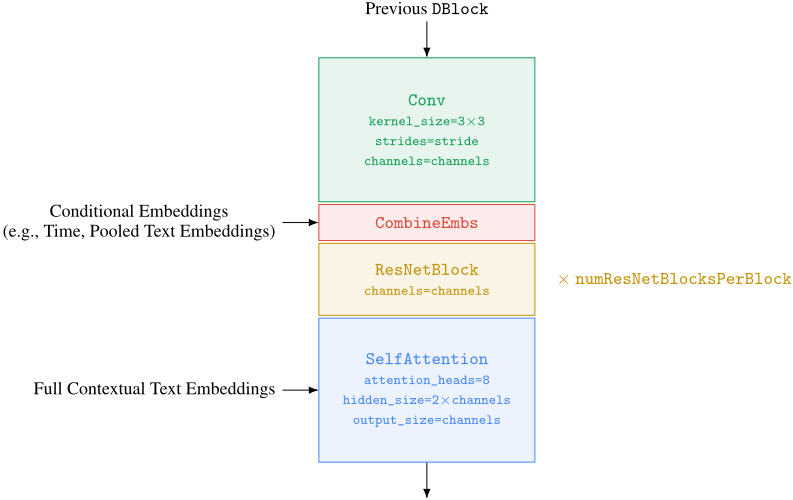 Previous DBlock
Conv
kernel_size=3×3
strides=stride
channels=channels
Conditional Embeddings
(e.g., Time, Pooled Text Embeddings)
CombineEmbs
ResNetBlock
channels=channels
× numResNetBlocksPerBlock
SelfAttention
attention_heads=8
hidden_size=2×channels
output_size=channels
Full Contextual Text Embeddings